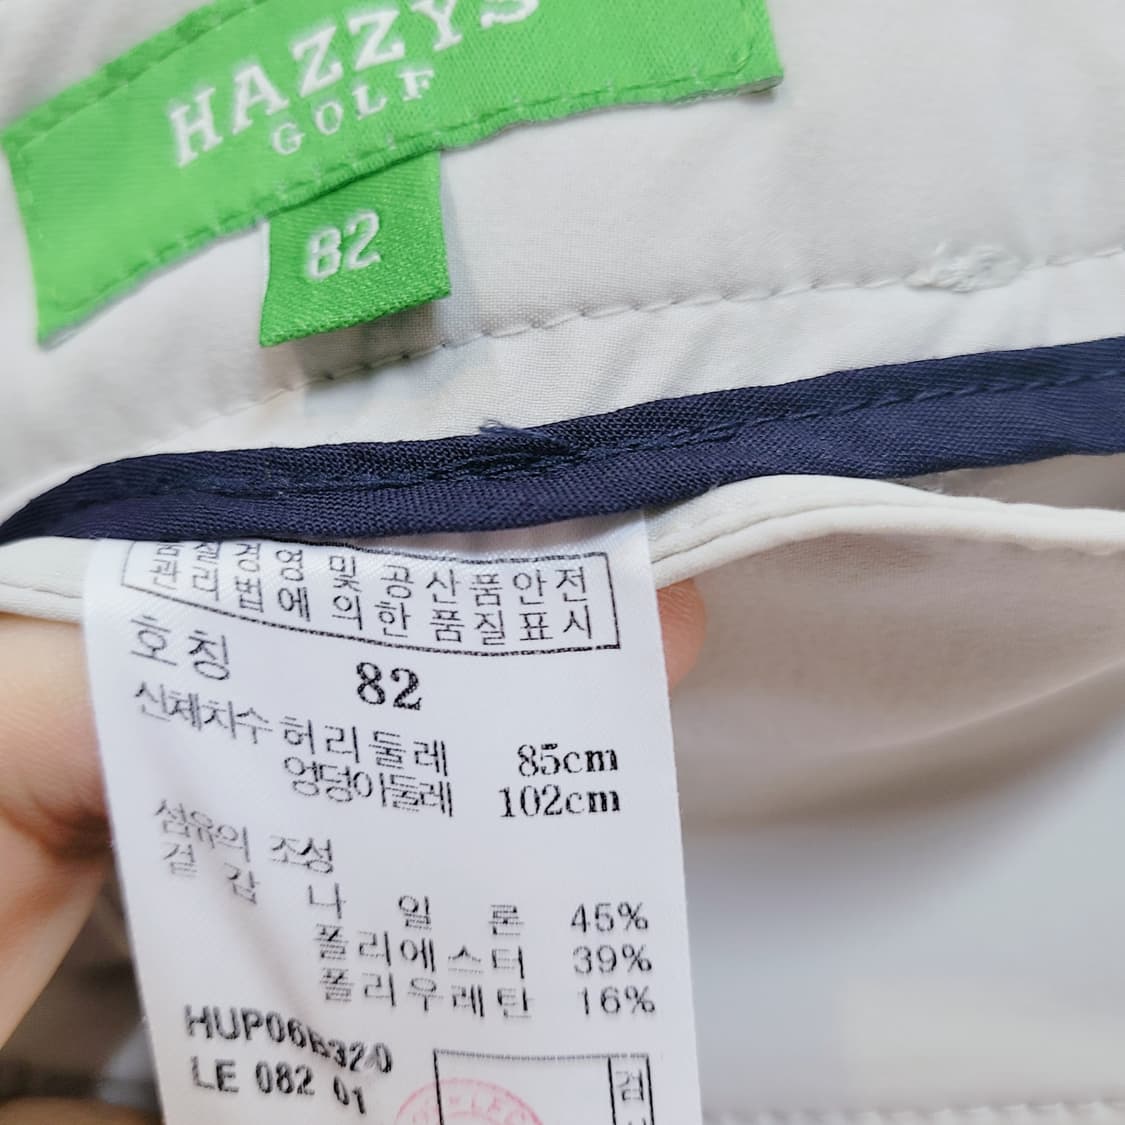 HAZZYS
GOLF
82
품질경영 및 공산품안전
관리법에 의한 품질표시
호칭 82
신체치수 허리둘레 85cm
엉덩이둘레 102cm
섬유의 조성
겉감 나일론 45%
폴리에스터 39%
폴리우레탄 16%
HUP06B320
LE 082 01
검